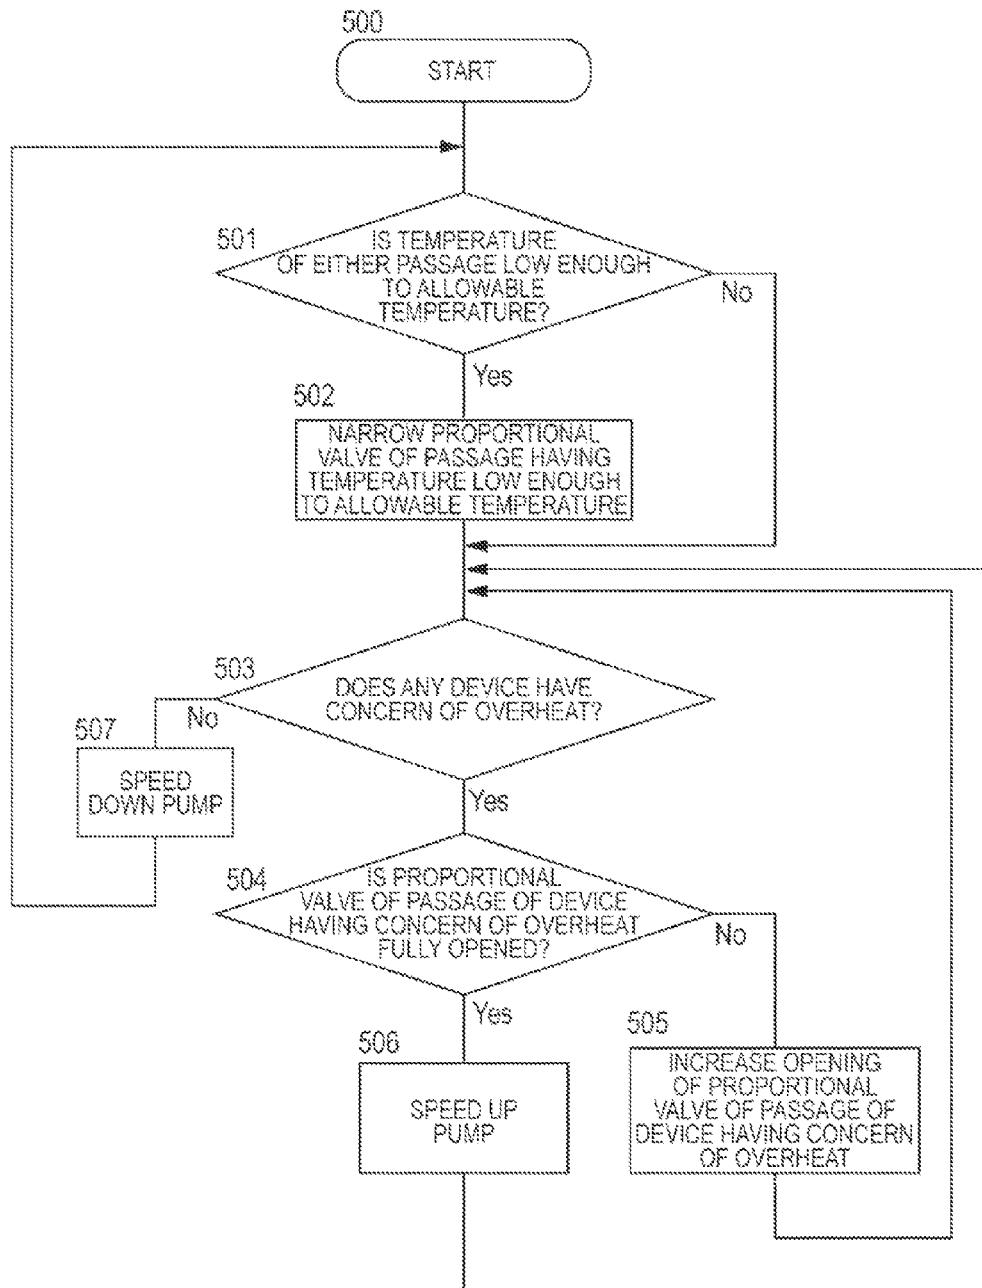 500
START
501
IS TEMPERATURE
OF EITHER PASSAGE LOW ENOUGH
TO ALLOWABLE
TEMPERATURE?
No
Yes
502
NARROW PROPORTIONAL
VALVE OF PASSAGE HAVING
TEMPERATURE LOW ENOUGH
TO ALLOWABLE TEMPERATURE
503
DOES ANY DEVICE HAVE
CONCERN OF OVERHEAT?
No
507
SPEED
DOWN PUMP
Yes
504
IS PROPORTIONAL
VALVE OF PASSAGE OF DEVICE
HAVING CONCERN OF OVERHEAT
FULLY OPENED?
No
Yes
506
SPEED UP
PUMP
505
INCREASE OPENING
OF PROPORTIONAL
VALVE OF PASSAGE OF
DEVICE HAVING CONCERN
OF OVERHEAT